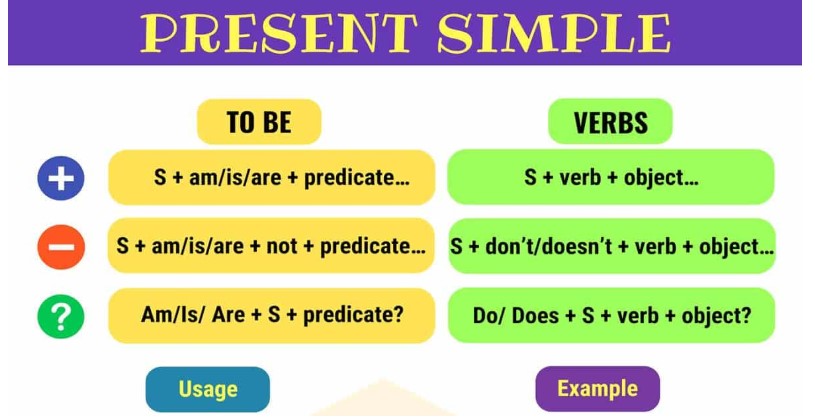 PRESENT SIMPLE
TO BE
VERBS
+
S + am/is/are + predicate...
S + verb + object...
−
S + am/is/are + not + predicate...
S + don't/doesn't + verb + object...
?
Am/Is/ Are + S + predicate?
Do/ Does + S + verb + object?
Usage
Example